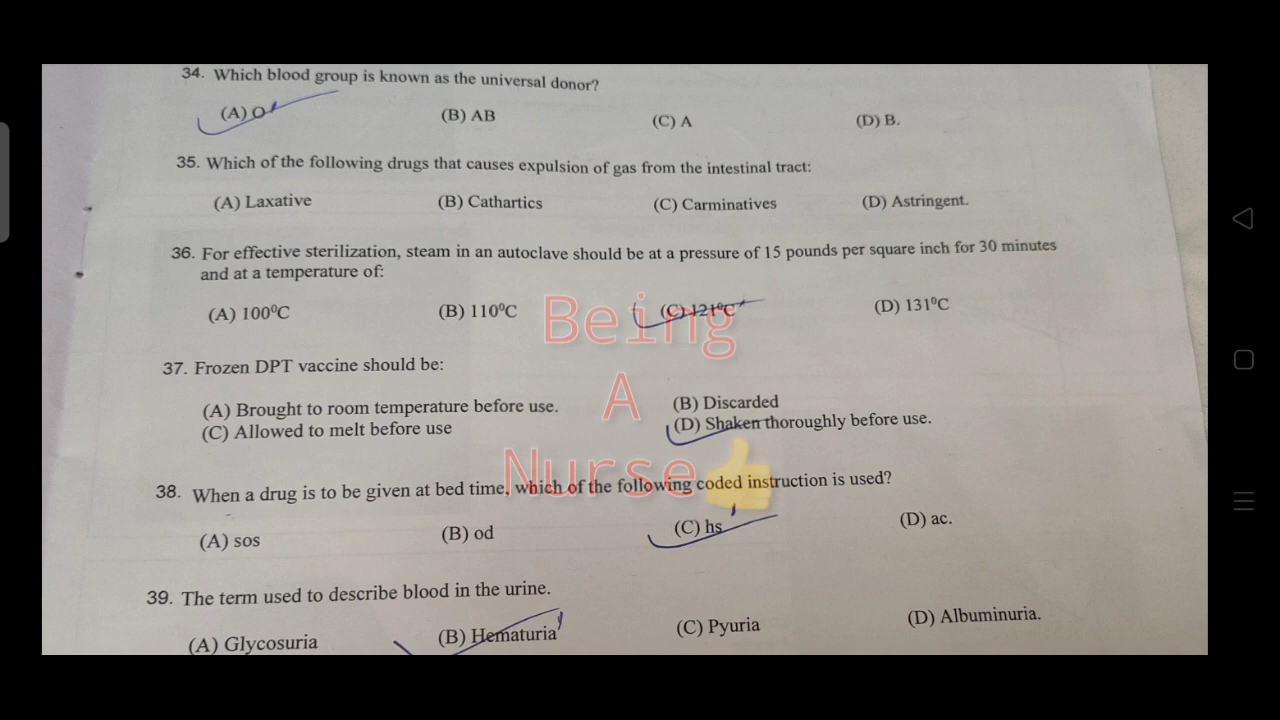 34. Which blood group is known as the universal donor?
(A) O (B) AB (C) A (D) B.
35. Which of the following drugs that causes expulsion of gas from the intestinal tract:
(A) Laxative (B) Cathartics (C) Carminatives (D) Astringent.
36. For effective sterilization, steam in an autoclave should be at a pressure of 15 pounds per square inch for 30 minutes
and at a temperature of:
(A) 100⁰C (B) 110⁰C (C) 121⁰C (D) 131⁰C
Being
37. Frozen DPT vaccine should be:
A
(A) Brought to room temperature before use. (B) Discarded
(C) Allowed to melt before use (D) Shaken thoroughly before use.
Nurse
38. When a drug is to be given at bed time, which of the following coded instruction is used?
(A) sos (B) od (C) hs (D) ac.
39. The term used to describe blood in the urine.
(A) Glycosuria (B) Hematuria (C) Pyuria (D) Albuminuria.